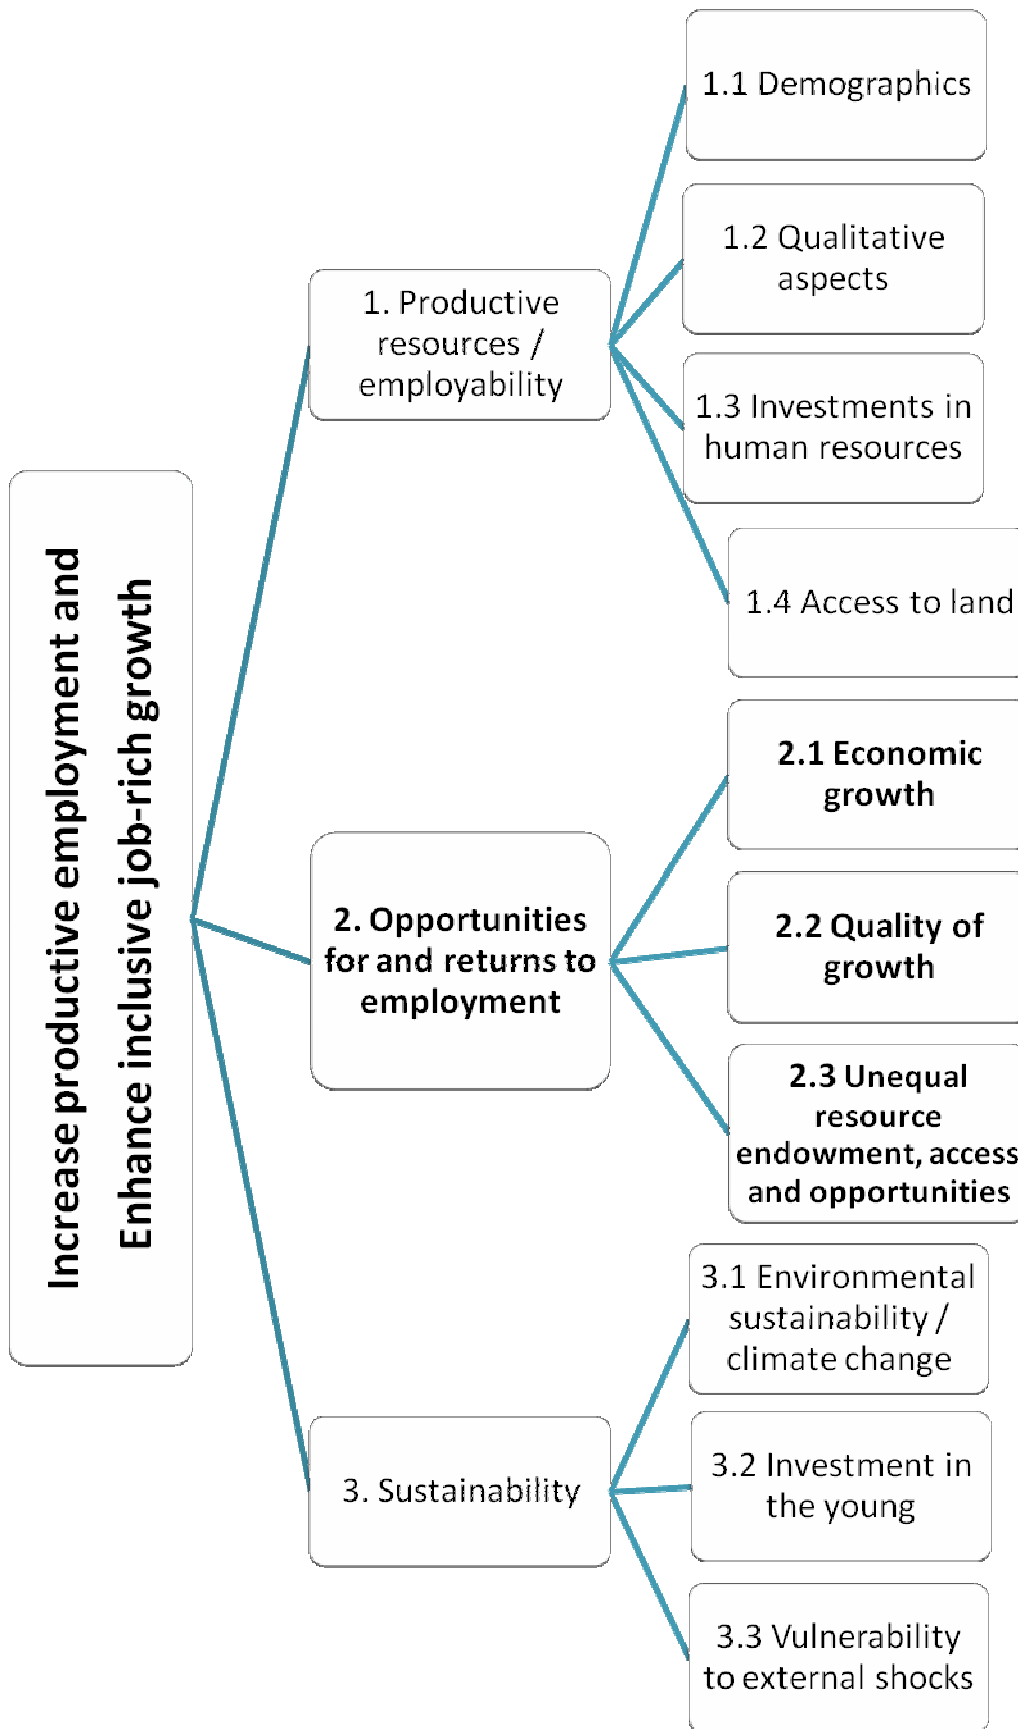 Increase productive employment and
Enhance inclusive job-rich growth
1. Productive
resources /
employability
1.1 Demographics
1.2 Qualitative
aspects
1.3 Investments in
human resources
1.4 Access to land
2. Opportunities
for and returns to
employment
2.1 Economic
growth
2.2 Quality of
growth
2.3 Unequal
resource
endowment, access
and opportunities
3. Sustainability
3.1 Environmental
sustainability /
climate change
3.2 Investment in
the young
3.3 Vulnerability
to external shocks